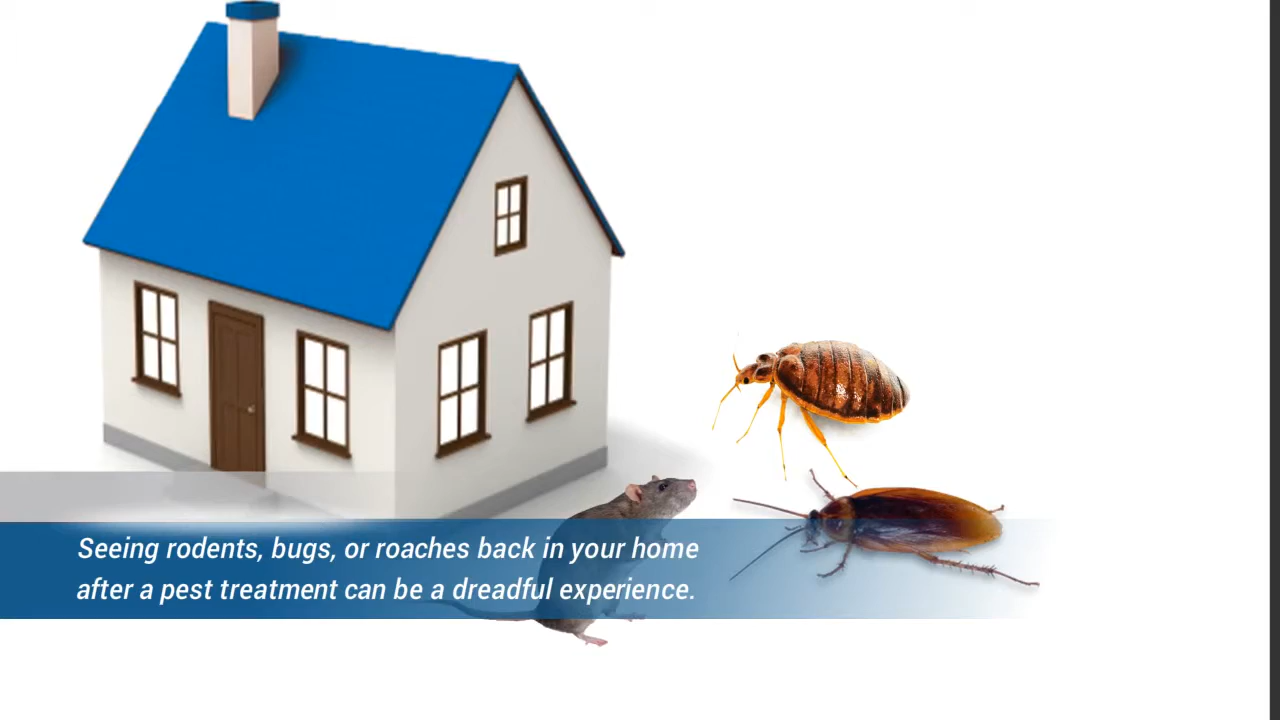 Seeing rodents, bugs, or roaches back in your home
after a pest treatment can be a dreadful experience.